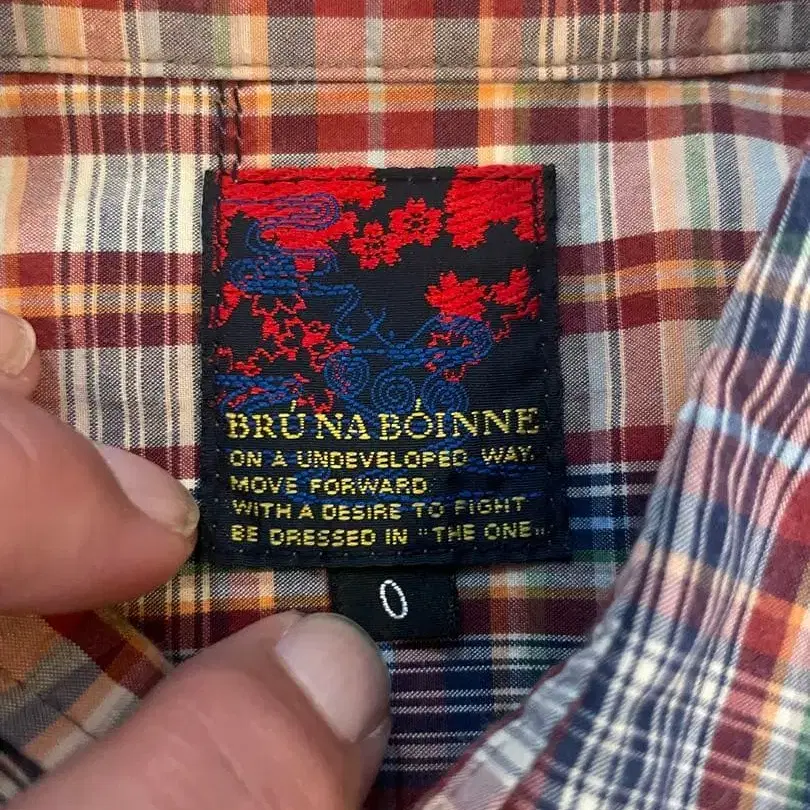 BRÚ NA BÓINNE
ON A UNDEVELOPED WAY.
MOVE FORWARD
WITH A DESIRE TO FIGHT
BE DRESSED IN "THE ONE„
0